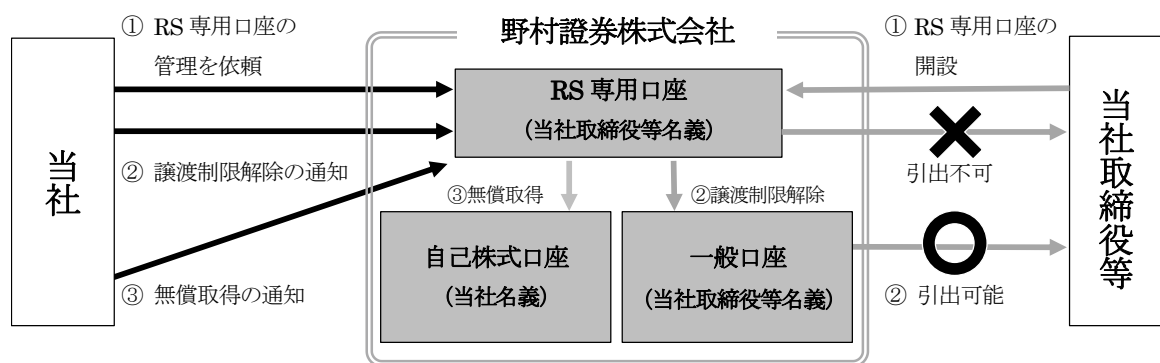 ① RS 専用口座の
管理を依頼
② 譲渡制限解除の通知
③ 無償取得の通知
当社
野村證券株式会社
RS 専用口座
(当社取締役等名義)
③無償取得
②譲渡制限解除
自己株式口座
(当社名義)
一般口座
(当社取締役等名義)
① RS 専用口座の
開設
引出不可
② 引出可能
当社取締役等